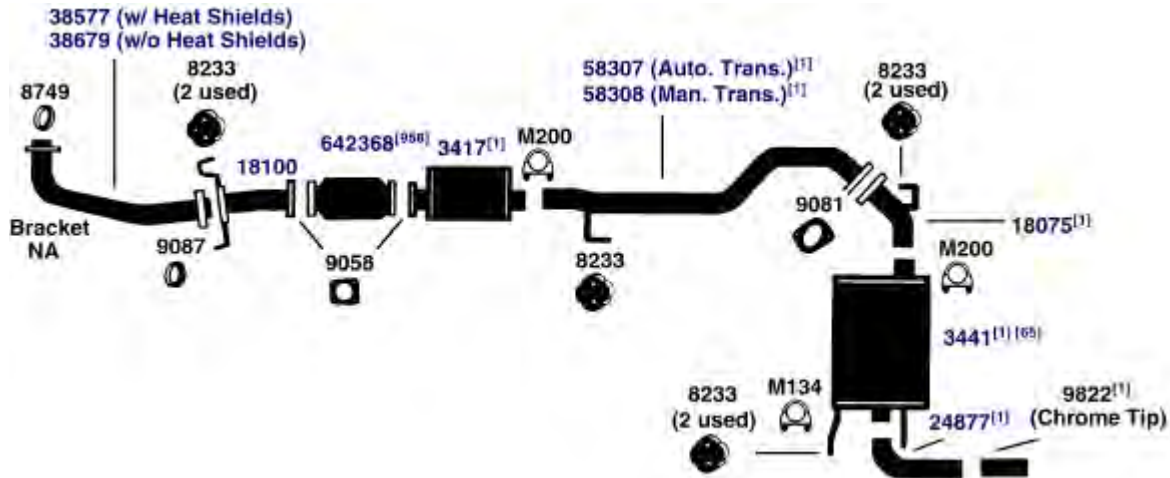 38577 (w/ Heat Shields)
38679 (w/o Heat Shields)
8749
8233
(2 used)
58307 (Auto. Trans.)[1]
58308 (Man. Trans.)[1]
8233
(2 used)
18100
642368[958]
3417[1]
M200
Bracket
NA
9087
9058
8233
9081
18075[1]
M200
3441[1] [65]
8233
(2 used)
M134
24877[1]
9822[1]
(Chrome Tip)